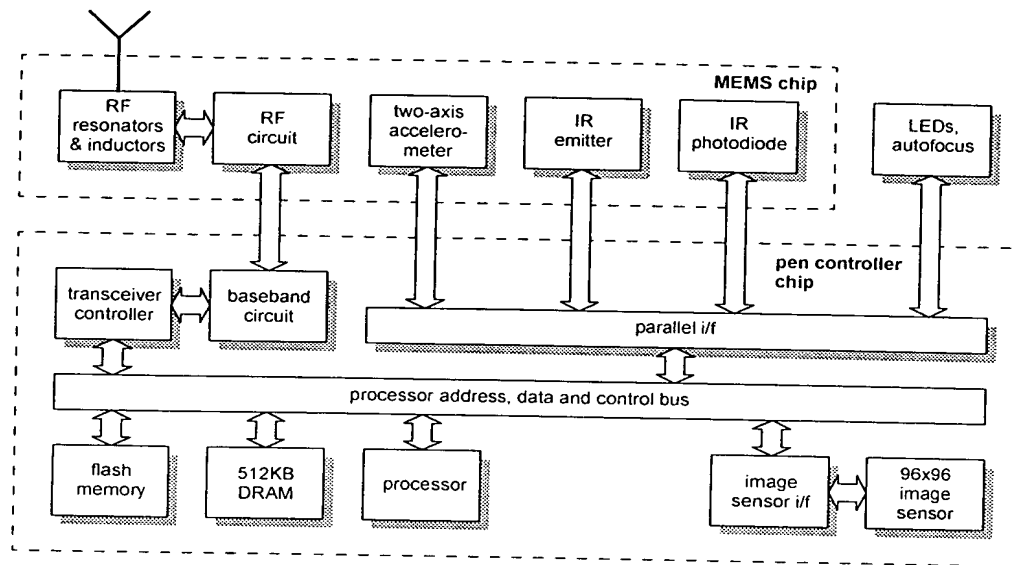 MEMS chip
RF
resonators
& inductors
RF
circuit
two-axis
accelero-
meter
IR
emitter
IR
photodiode
LEDs,
autofocus
pen controller
chip
transceiver
controller
baseband
circuit
parallel i/f
processor address, data and control bus
flash
memory
512KB
DRAM
processor
image
sensor i/f
96x96
image
sensor